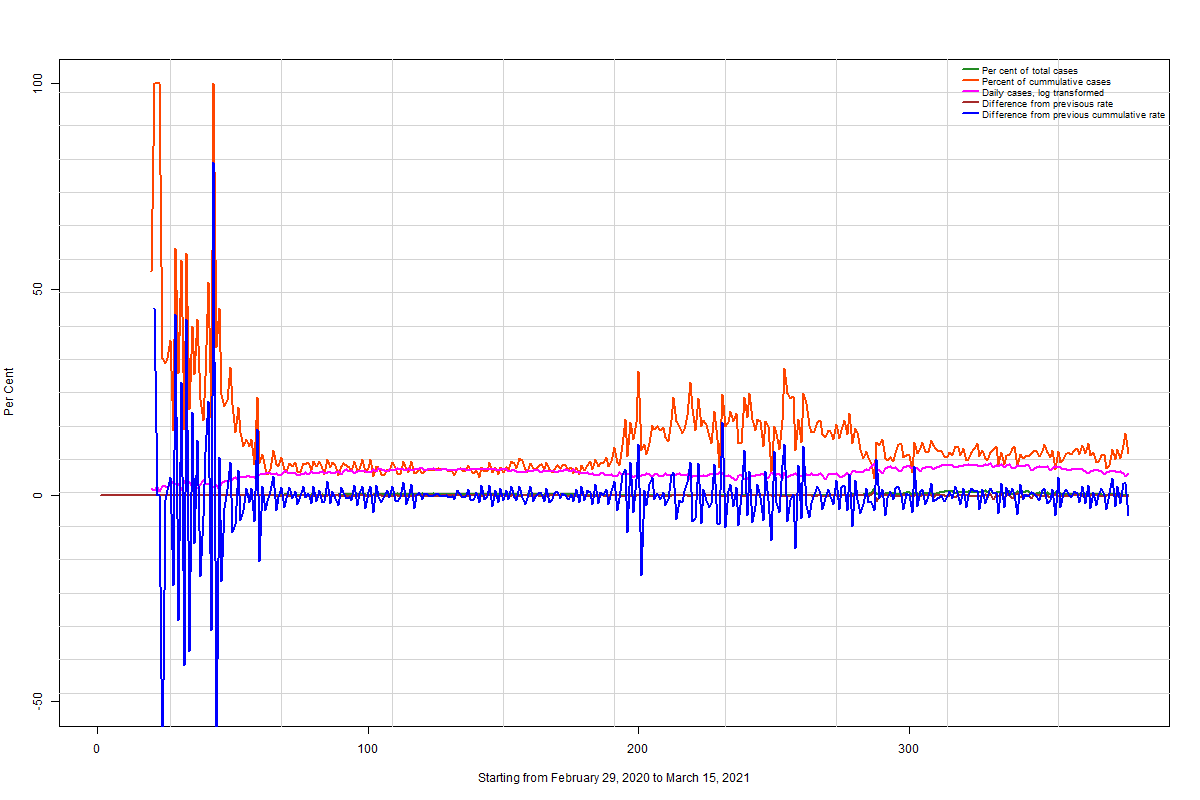 Per cent of total cases
Percent of cummulative cases
Daily cases, log transformed
Difference from previsous rate
Difference from previous cummulative rate
100
50
0
-50
Per Cent
0 100 200 300
Starting from February 29, 2020 to March 15, 2021